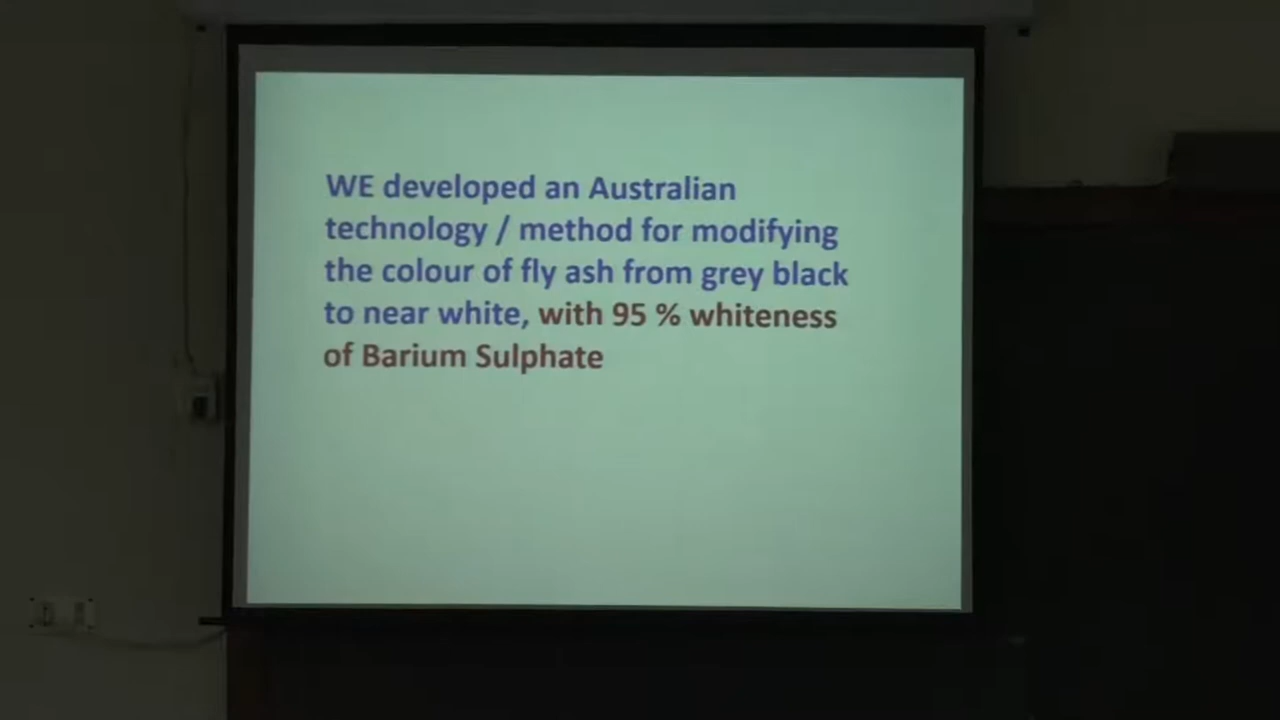 WE developed an Australian
technology / method for modifying
the colour of fly ash from grey black
to near white, with 95 % whiteness
of Barium Sulphate